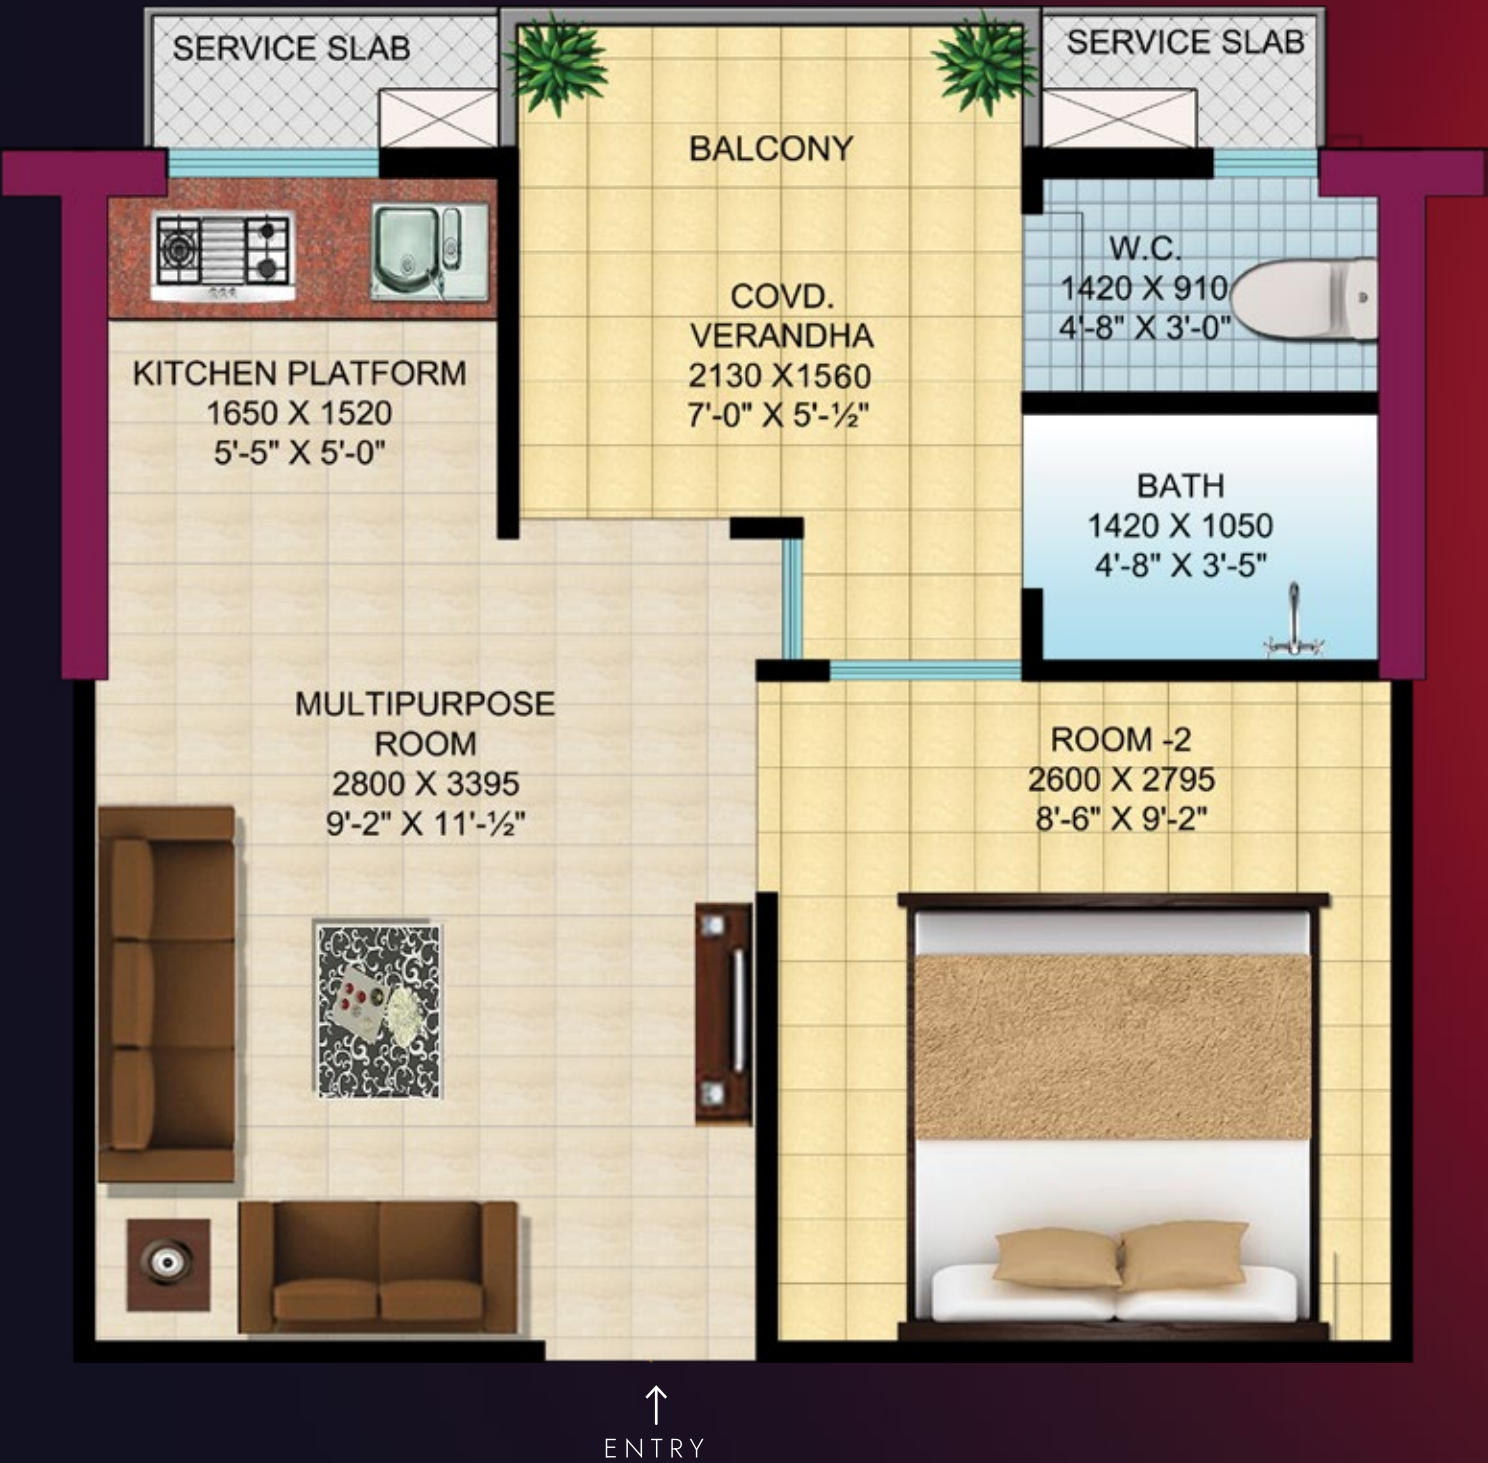 SERVICE SLAB
SERVICE SLAB
BALCONY
W.C.
1420 X 910
4'-8" X 3'-0"
COVD.
VERANDHA
2130 X1560
7'-0" X 5'-½"
KITCHEN PLATFORM
1650 X 1520
5'-5" X 5'-0"
BATH
1420 X 1050
4'-8" X 3'-5"
MULTIPURPOSE
ROOM
2800 X 3395
9'-2" X 11'-½"
ROOM -2
2600 X 2795
8'-6" X 9'-2"
ENTRY